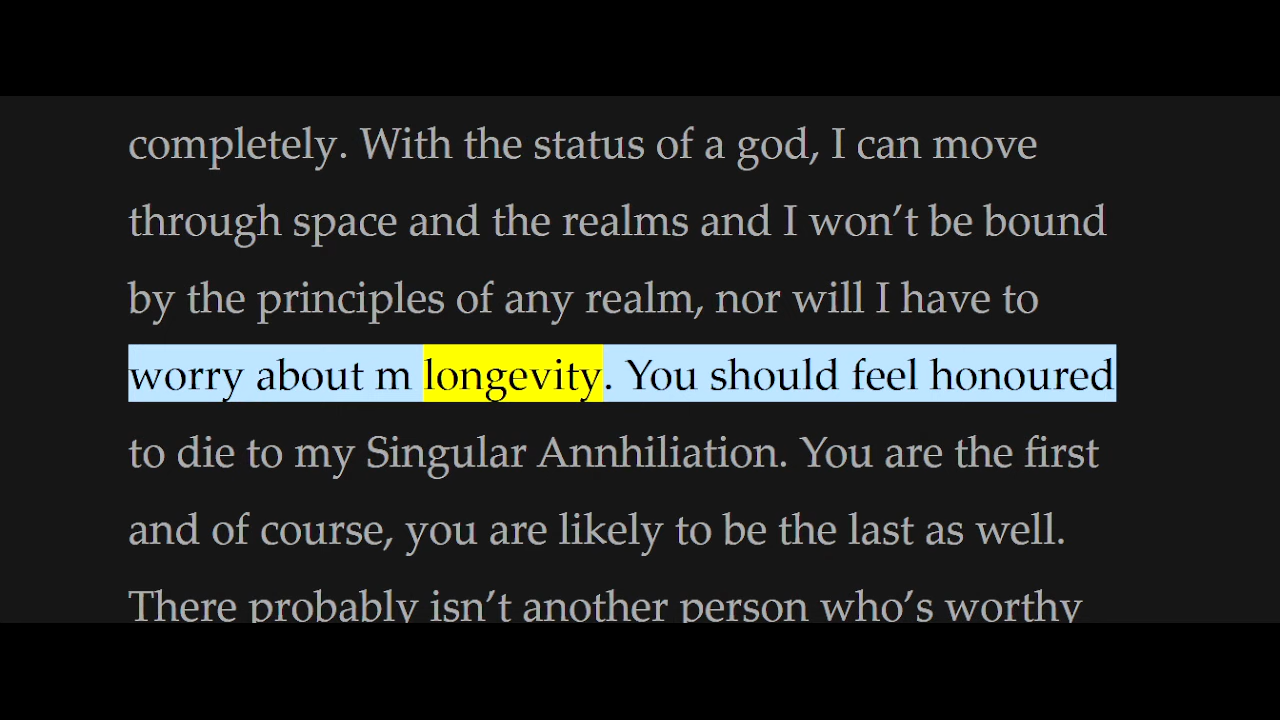 completely. With the status of a god, I can move
through space and the realms and I won’t be bound
by the principles of any realm, nor will I have to
worry about m longevity. You should feel honoured
to die to my Singular Annhiliation. You are the first
and of course, you are likely to be the last as well.
There probably isn’t another person who’s worthy